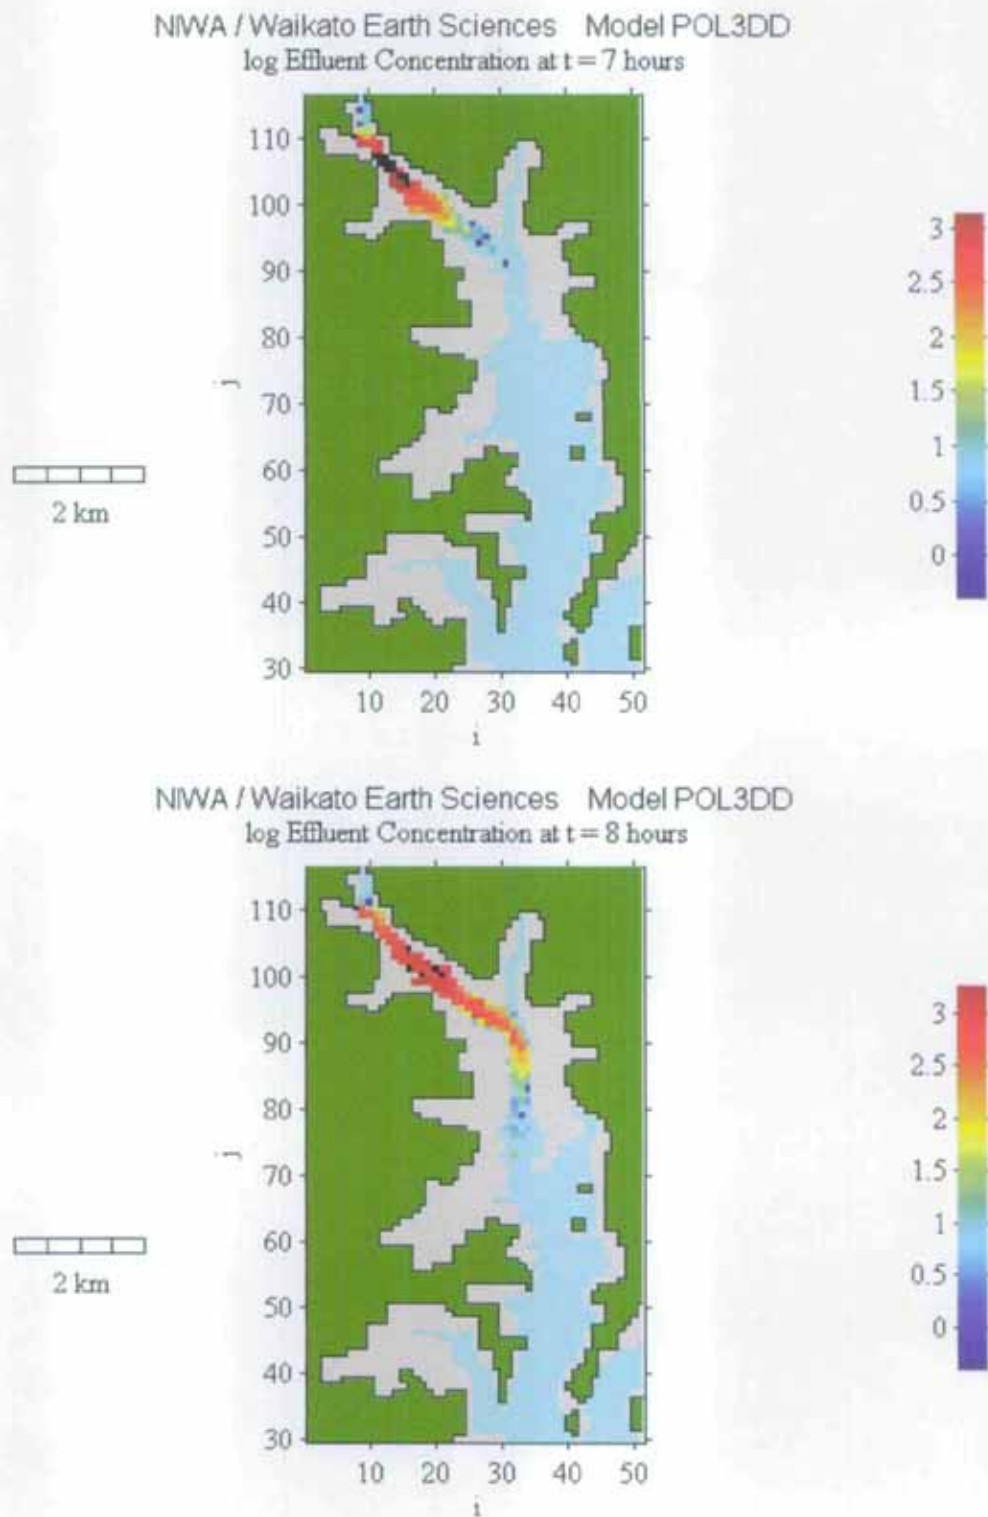 NIWA / Waikato Earth Sciences Model POL3DD
log Effluent Concentration at t = 7 hours
110
100
90
80
70
60
50
40
30
j
10 20 30 40 50
i
2 km
3
2.5
2
1.5
1
0.5
0
NIWA / Waikato Earth Sciences Model POL3DD
log Effluent Concentration at t = 8 hours
110
100
90
80
70
60
50
40
30
j
10 20 30 40 50
i
2 km
3
2.5
2
1.5
1
0.5
0